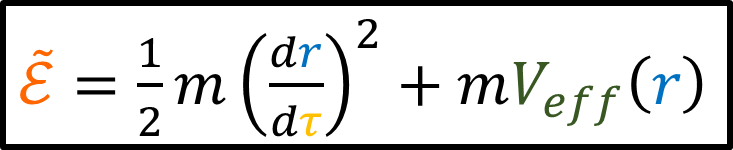 ℰ̃ = 1/2 m (dr/dτ)² + mV_eff(r)